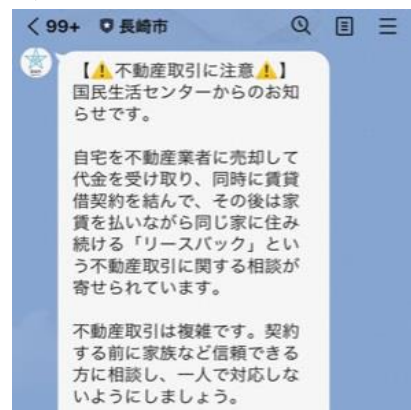 99+ 長崎市
【⚠不動産取引に注意⚠】
国民生活センターからのお知
らせです。
自宅を不動産業者に売却して
代金を受け取り、同時に賃貸
借契約を結んで、その後は家
賃を払いながら同じ家に住み
続ける「リースバック」とい
う不動産取引に関する相談が
寄せられています。
不動産取引は複雑です。契約
する前に家族など信頼できる
方に相談し、一人で対応しな
いようにしましょう。